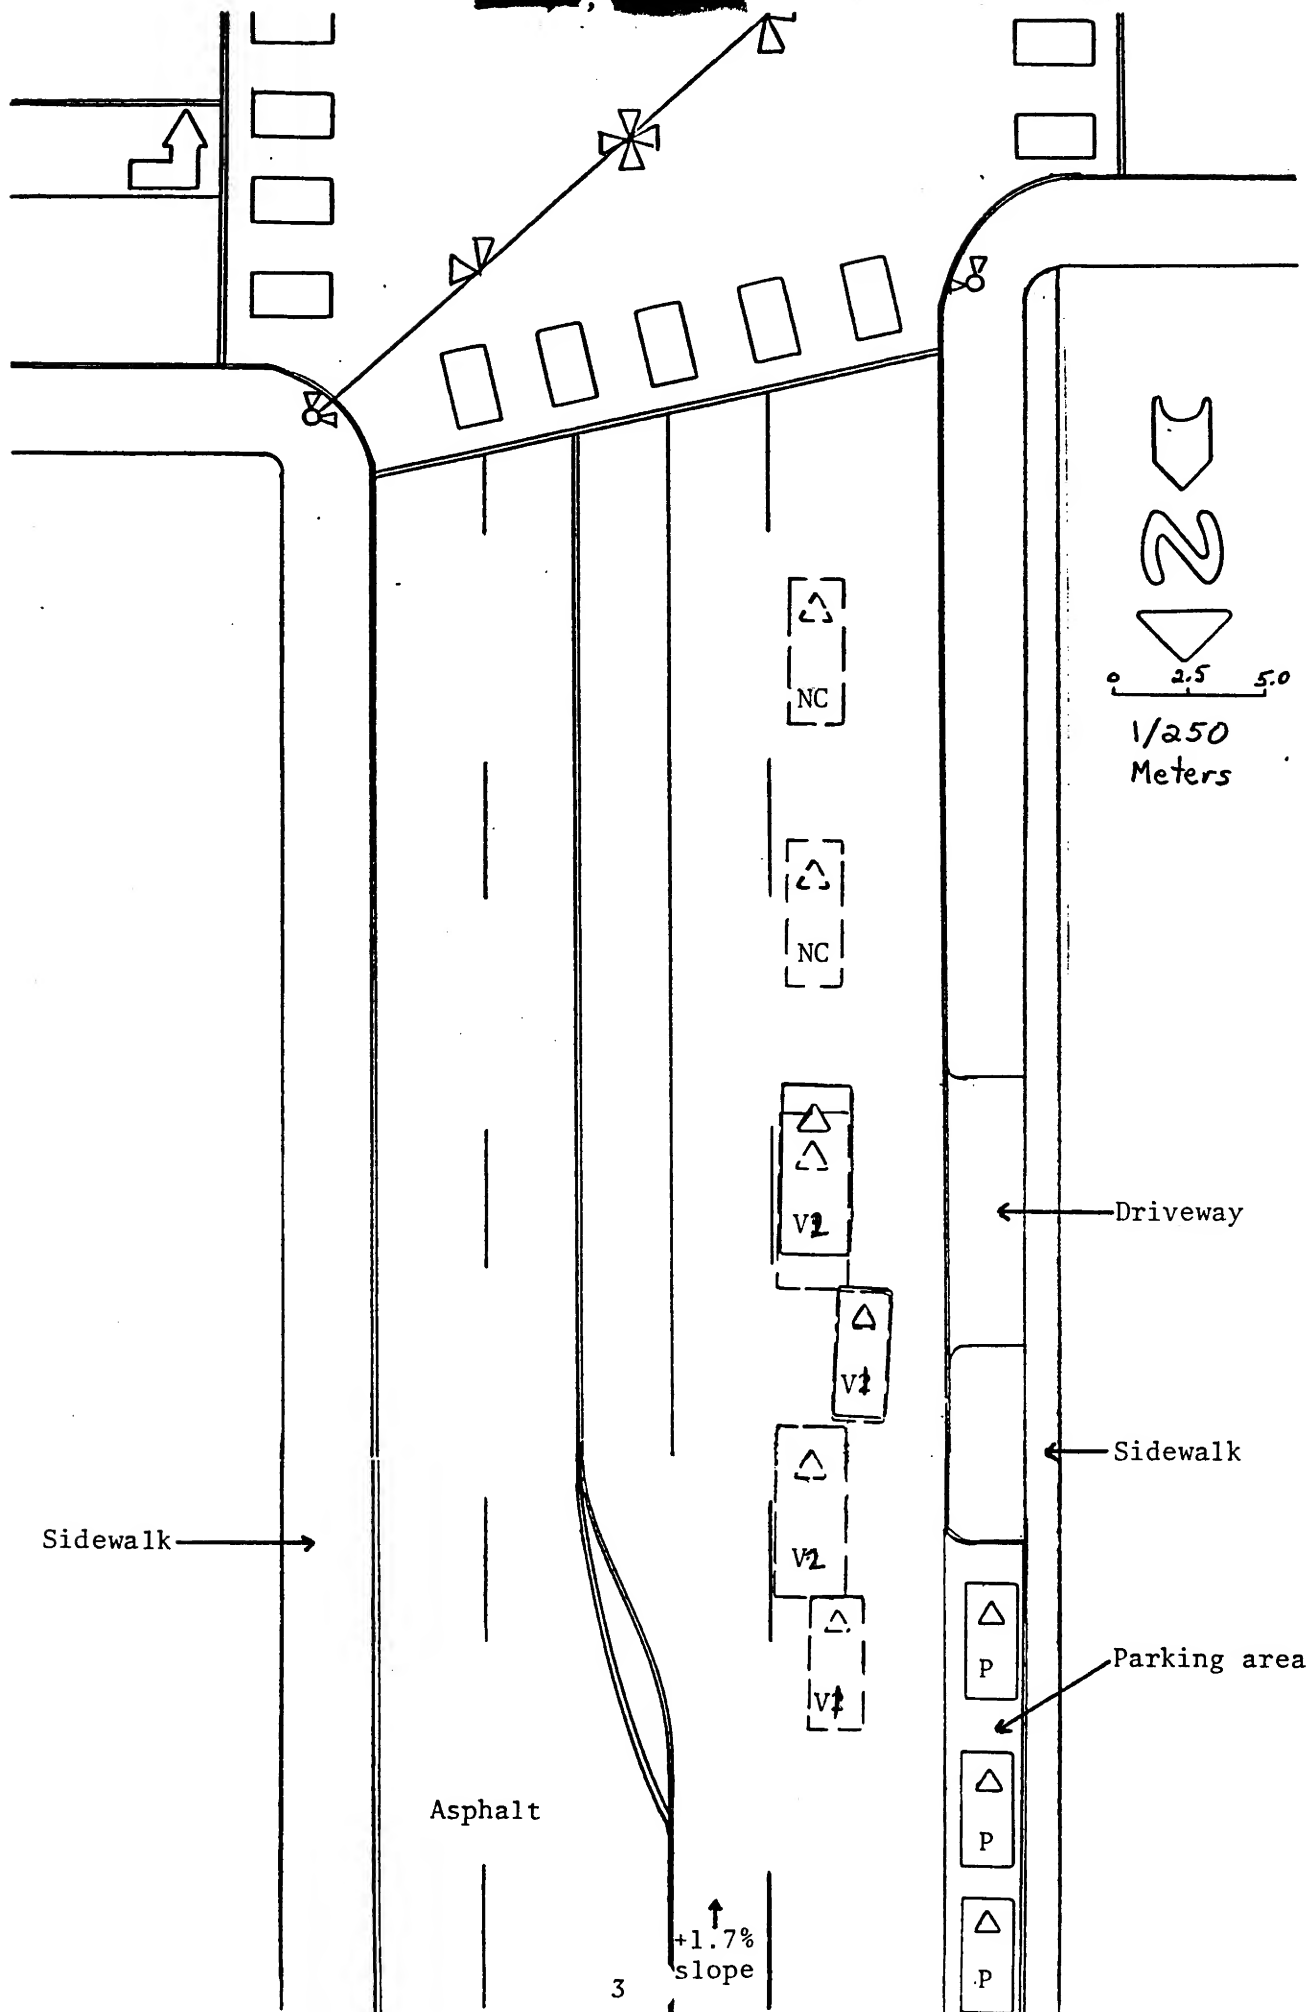 N
0 2.5 5.0
1/250
Meters
NC
NC
V2
Driveway
V1
Sidewalk
Sidewalk
V2
P
Parking area
V1
P
Asphalt
+1.7%
slope
P
3